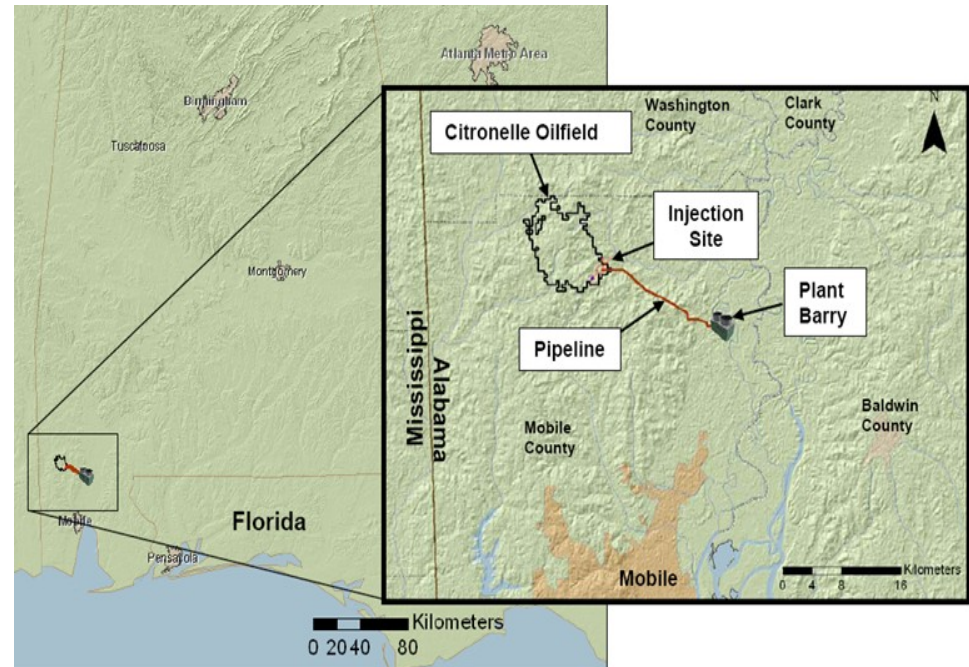 Atlanta Metro Area
Birmingham
Tuscaloosa
Montgomery
Mobile
Pensacola
Florida
Kilometers
0 20 40 80
Washington
County
Clark
County
N
Citronelle Oilfield
Injection
Site
Plant
Barry
Pipeline
Mississippi
Alabama
Mobile
County
Baldwin
County
Mobile
Kilometers
0 4 8 16